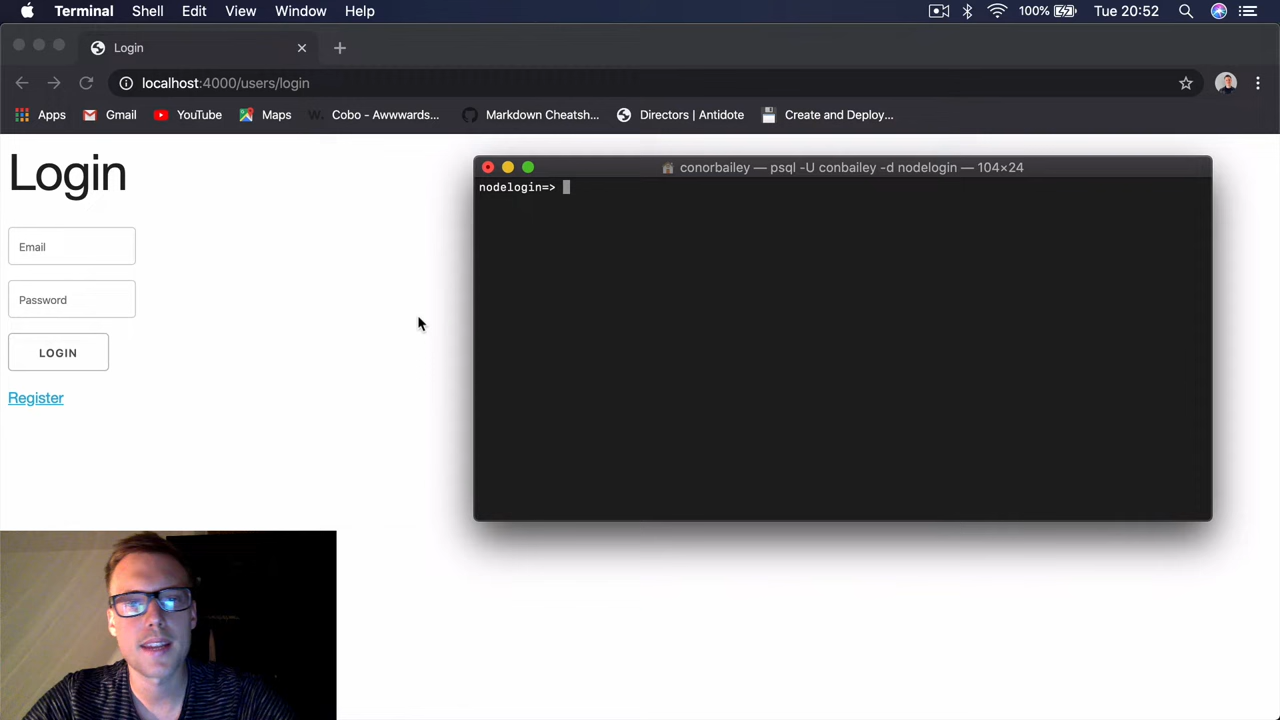 Terminal Shell Edit View Window Help 100% Tue 20:52
Login
localhost:4000/users/login
Apps Gmail YouTube Maps Cobo - Awwwards... Markdown Cheatsh... Directors | Antidote Create and Deploy...
Login
Email
Password
LOGIN
Register
conorbailey — psql -U conbailey -d nodelogin — 104×24
nodelogin=>